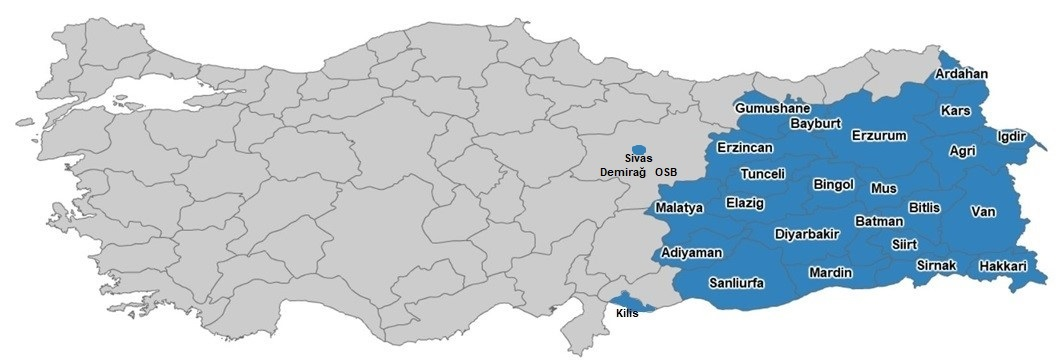 Ardahan
Gumushane
Kars
Bayburt
Erzurum
Igdir
Erzincan
Agri
Sivas
Demirağ OSB
Tunceli
Bingol
Mus
Malatya
Elazig
Bitlis
Van
Batman
Diyarbakir
Siirt
Adiyaman
Sirnak
Hakkari
Mardin
Sanliurfa
Kilis